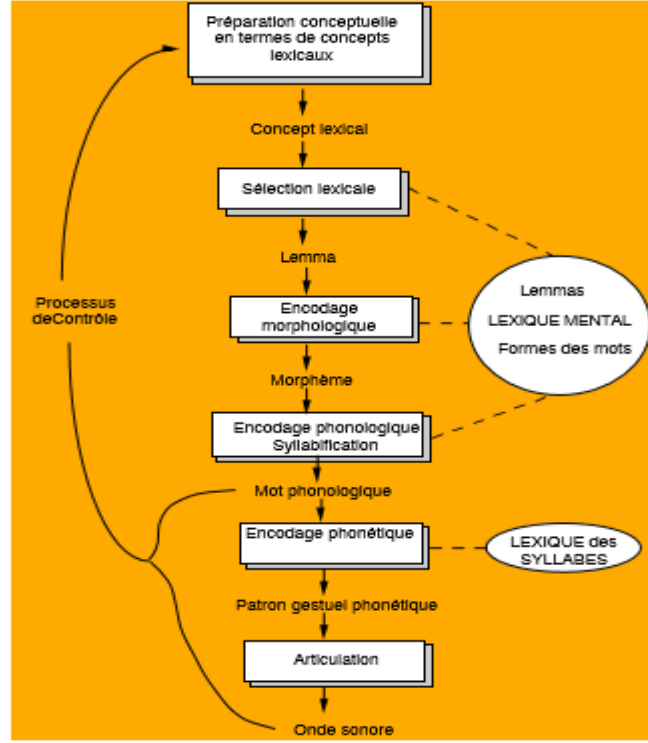 Préparation conceptuelle
en termes de concepts
lexicaux
Concept lexical
Sélection lexicale
Lemma
Processus
deContrôle
Encodage
morphologique
Lemmas
LEXIQUE MENTAL
Formes des mots
Morphème
Encodage phonologique
Syllabification
Mot phonologique
Encodage phonétique
LEXIQUE des
SYLLABES
Patron gestuel phonétique
Articulation
Onde sonore